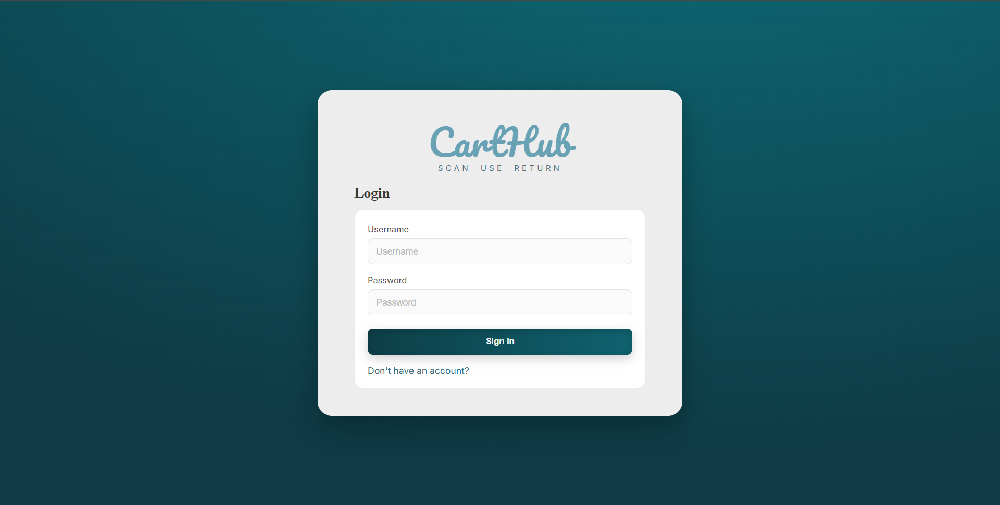 CartHub
SCAN USE RETURN
Login
Username
Username
Password
Password
Sign In
Don't have an account?